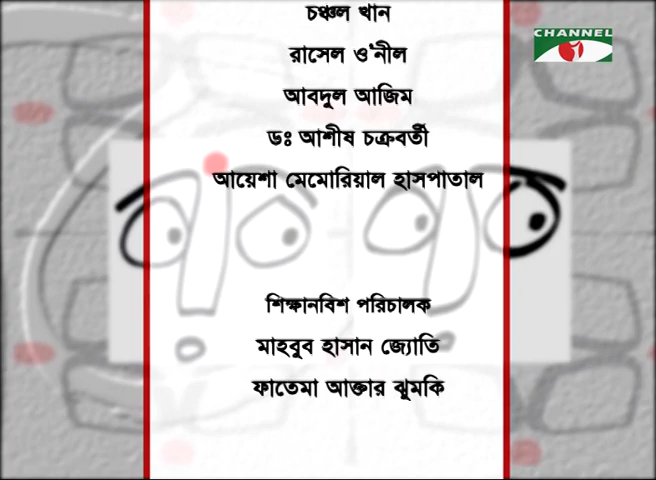 চঞ্চল খান
CHANNEL
রাসেল ও'নীল
আবদুল আজিম
ডঃ আশীষ চক্রবর্তী
আয়েশা মেমোরিয়াল হাসপাতাল
শিক্ষানবিশ পরিচালক
মাহবুব হাসান জ্যোতি
ফাতেমা আক্তার ঝুমকি